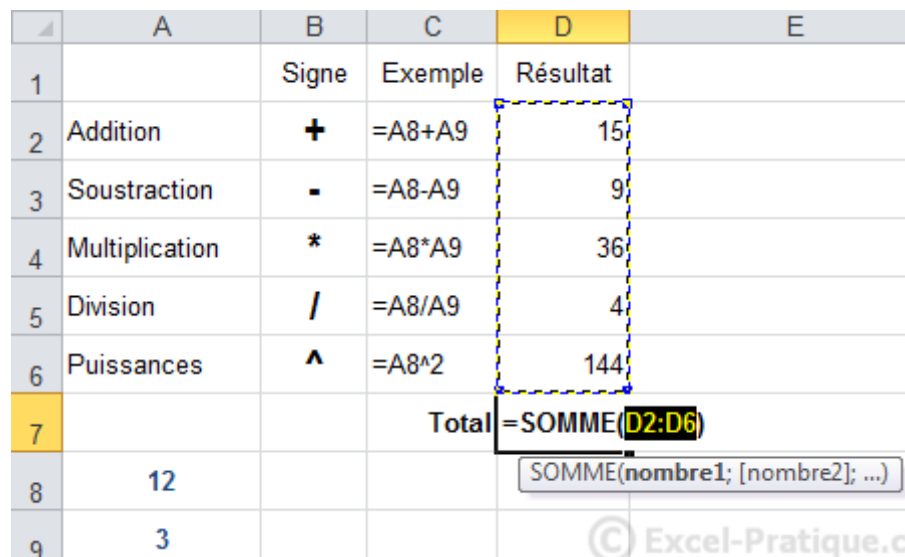 A B C D E
1 Signe Exemple Résultat
2 Addition + =A8+A9 15
3 Soustraction - =A8-A9 9
4 Multiplication * =A8*A9 36
5 Division / =A8/A9 4
6 Puissances ^ =A8^2 144
7 Total =SOMME(D2:D6)
SOMME(nombre1; [nombre2]; ...)
8 12
9 3
© Excel-Pratique.c